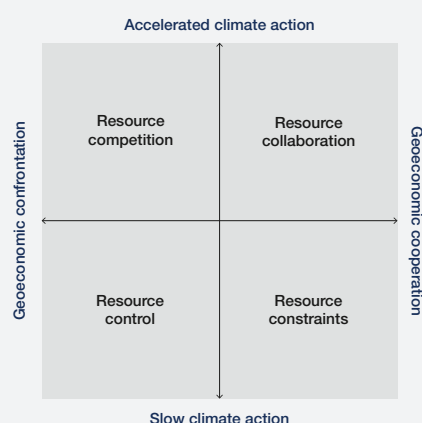 Accelerated climate action
Geoeconomic confrontation
Resource
competition
Resource
collaboration
Geoeconomic cooperation
Resource
control
Resource
constraints
Slow climate action